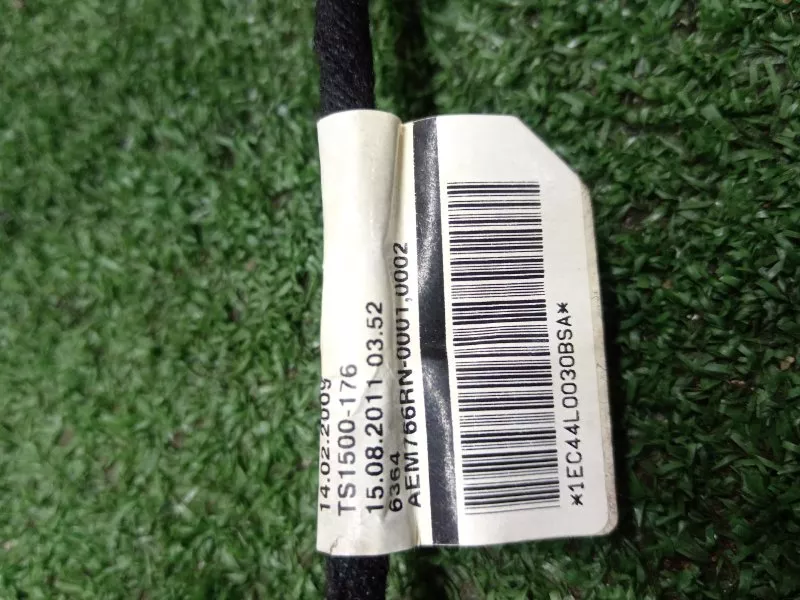 14.02.2009
TS1500-176
15.08.2011 03.52
6364
AEM766RN-0001,0002
*1EC44L0030BSA*